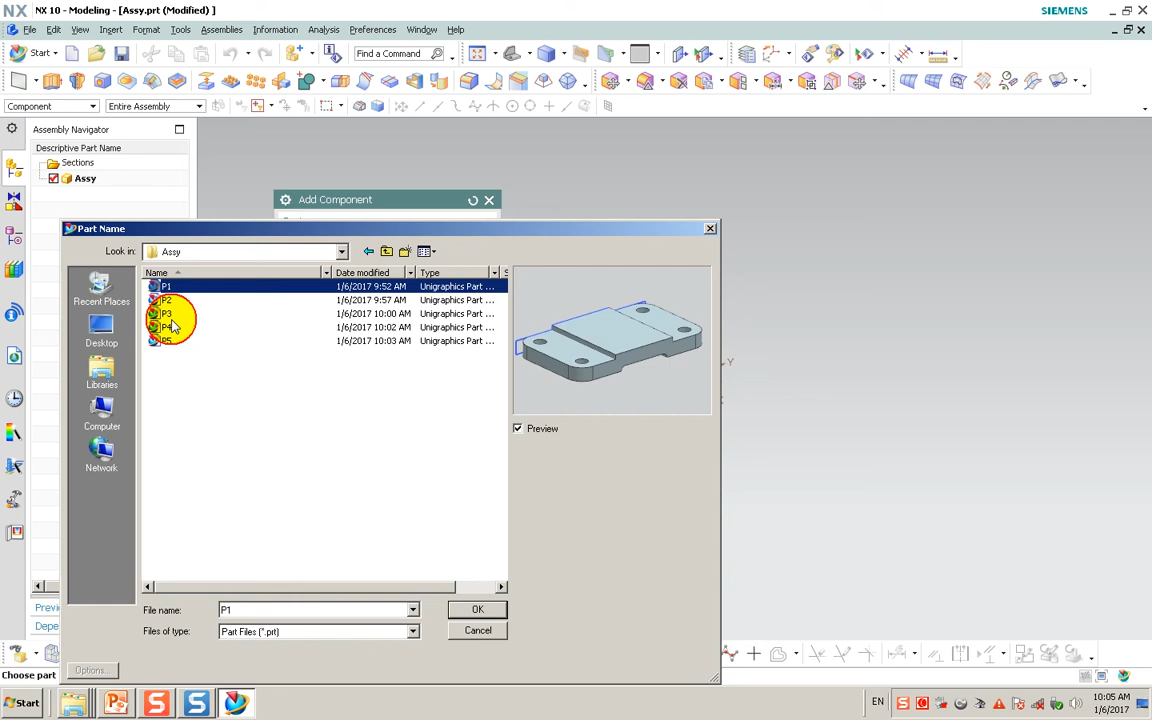 NX NX 10 - Modeling - [Assy.prt (Modified) ] SIEMENS
File Edit View Insert Format Tools Assemblies Information Analysis Preferences Window Help
Start Find a Command
Component Entire Assembly
Assembly Navigator
Descriptive Part Name
Sections
Assy
Add Component
Part Name
Look in: Assy
Name Date modified Type S
P1 1/6/2017 9:52 AM Unigraphics Part ...
P2 1/6/2017 9:57 AM Unigraphics Part ...
P3 1/6/2017 10:00 AM Unigraphics Part ...
P4 1/6/2017 10:02 AM Unigraphics Part ...
P5 1/6/2017 10:03 AM Unigraphics Part ...
Recent Places
Desktop
Libraries
Computer
Network
Preview
Y
File name: P1 OK
Files of type: Part Files (*.prt) Cancel
Options...
Previ
Depe
Choose part
Start EN 10:05 AM
1/6/2017